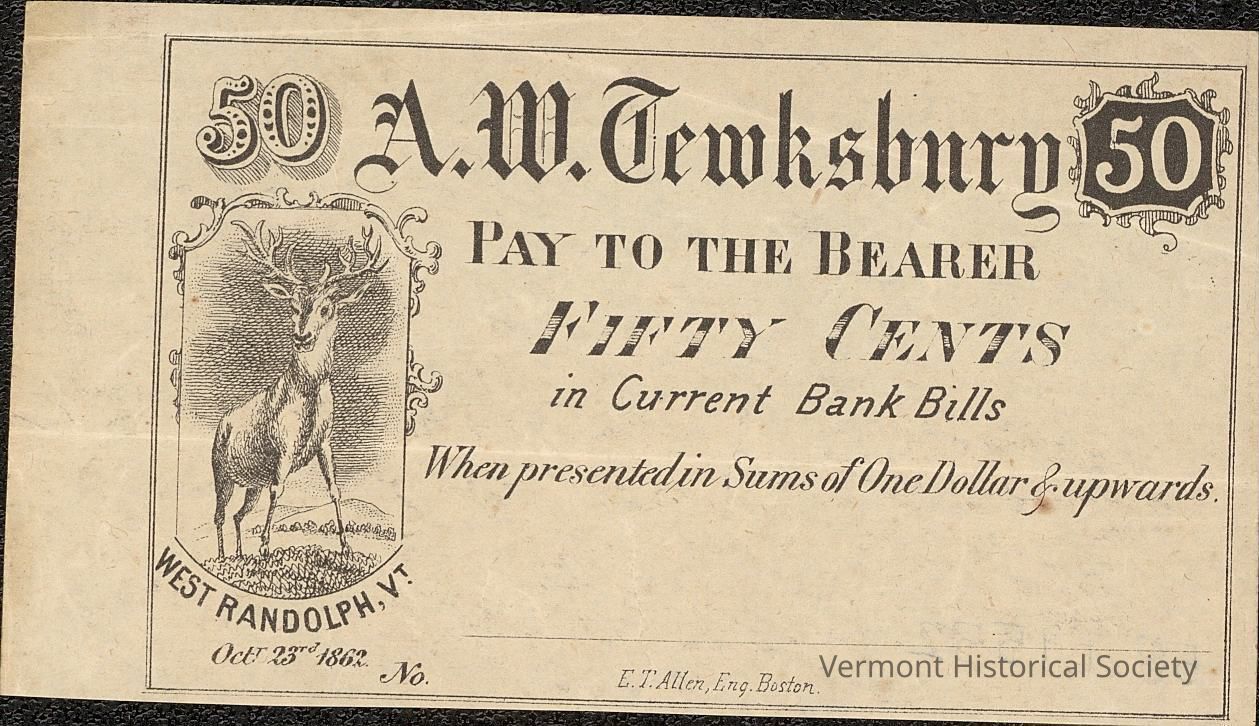 50 A.W. Tewksbury 50
PAY TO THE BEARER
FIFTY CENTS
in Current Bank Bills
When presented in Sums of One Dollar & upwards.
WEST RANDOLPH, VT
Octr 23rd 1862.
No.
E. T. Allen, Eng. Boston.
Vermont Historical Society